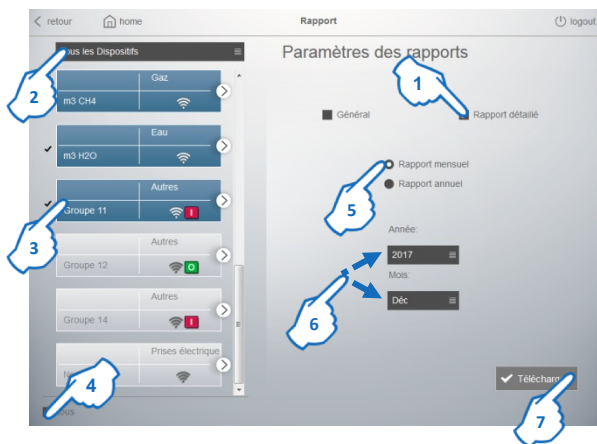 retour
home
Rapport
logout
Tous les Dispositifs
Paramètres des rapports
Gaz
m3 CH4
1
2
Général
Rapport détaillé
Eau
m3 H2O
Rapport mensuel
Rapport annuel
Autres
Groupe 11
I
5
3
Année:
2017
Autres
Groupe 12
O
Mois:
Déc
6
Autres
Groupe 14
I
Prises électrique
4
Télécharg
7